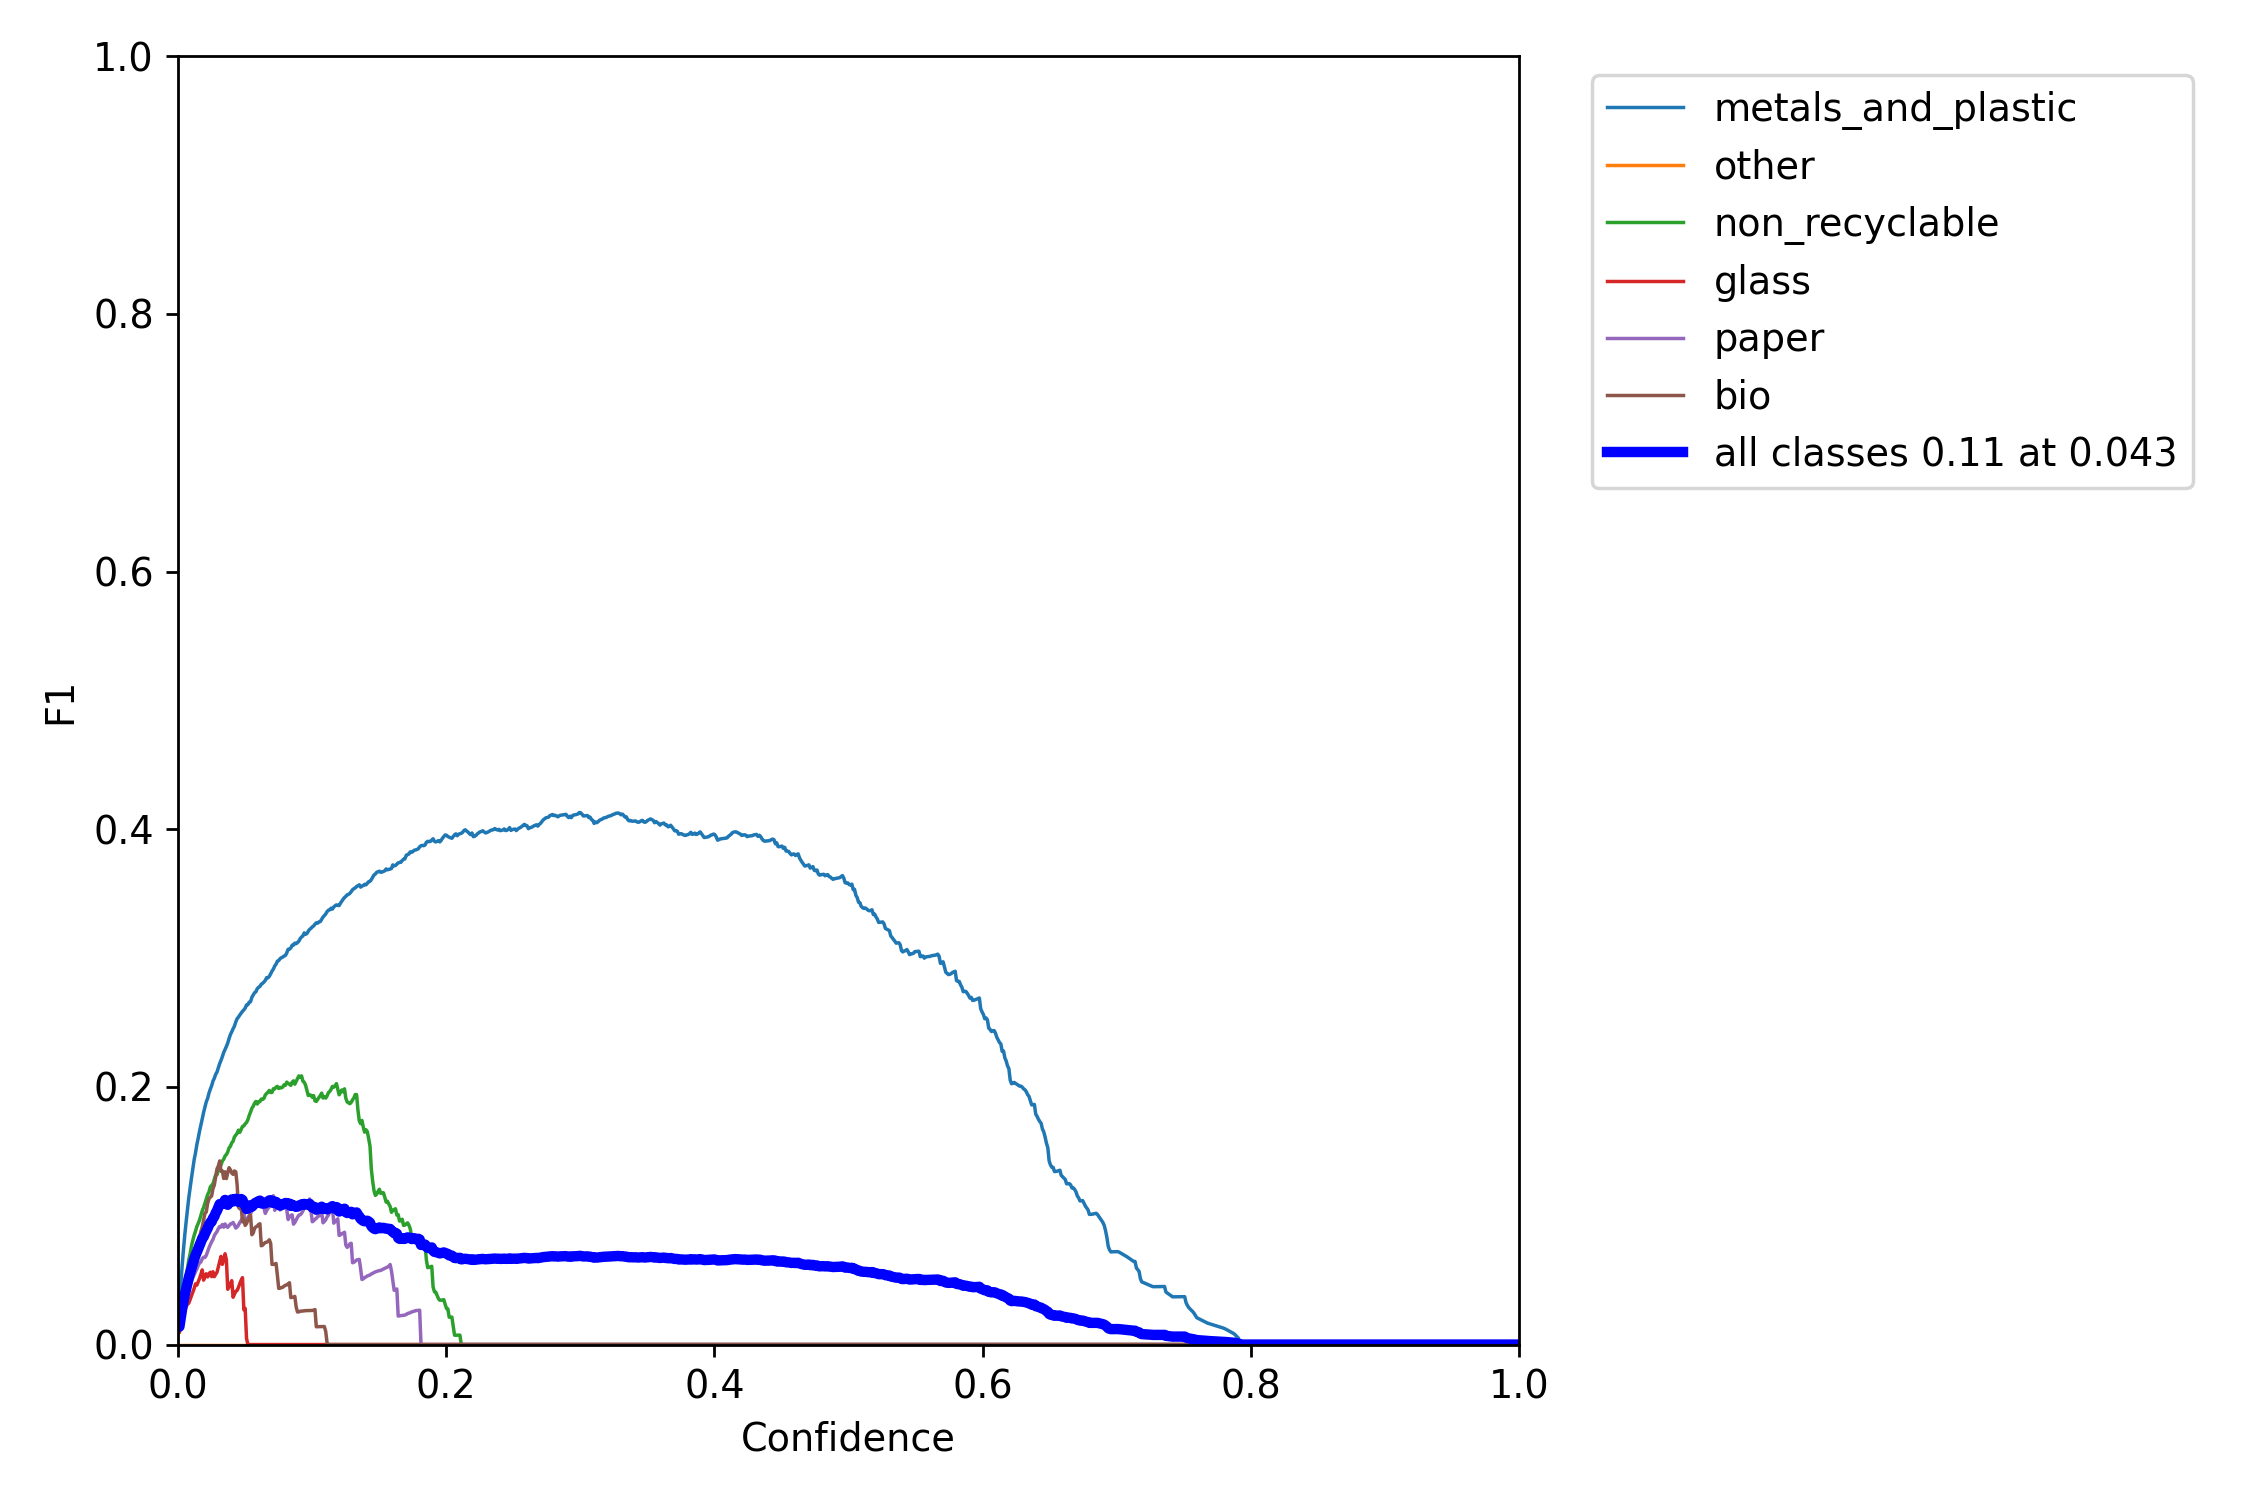 1.0
0.8
0.6
0.4
0.2
0.0
F1
0.0 0.2 0.4 0.6 0.8 1.0
Confidence
metals_and_plastic
other
non_recyclable
glass
paper
bio
all classes 0.11 at 0.043